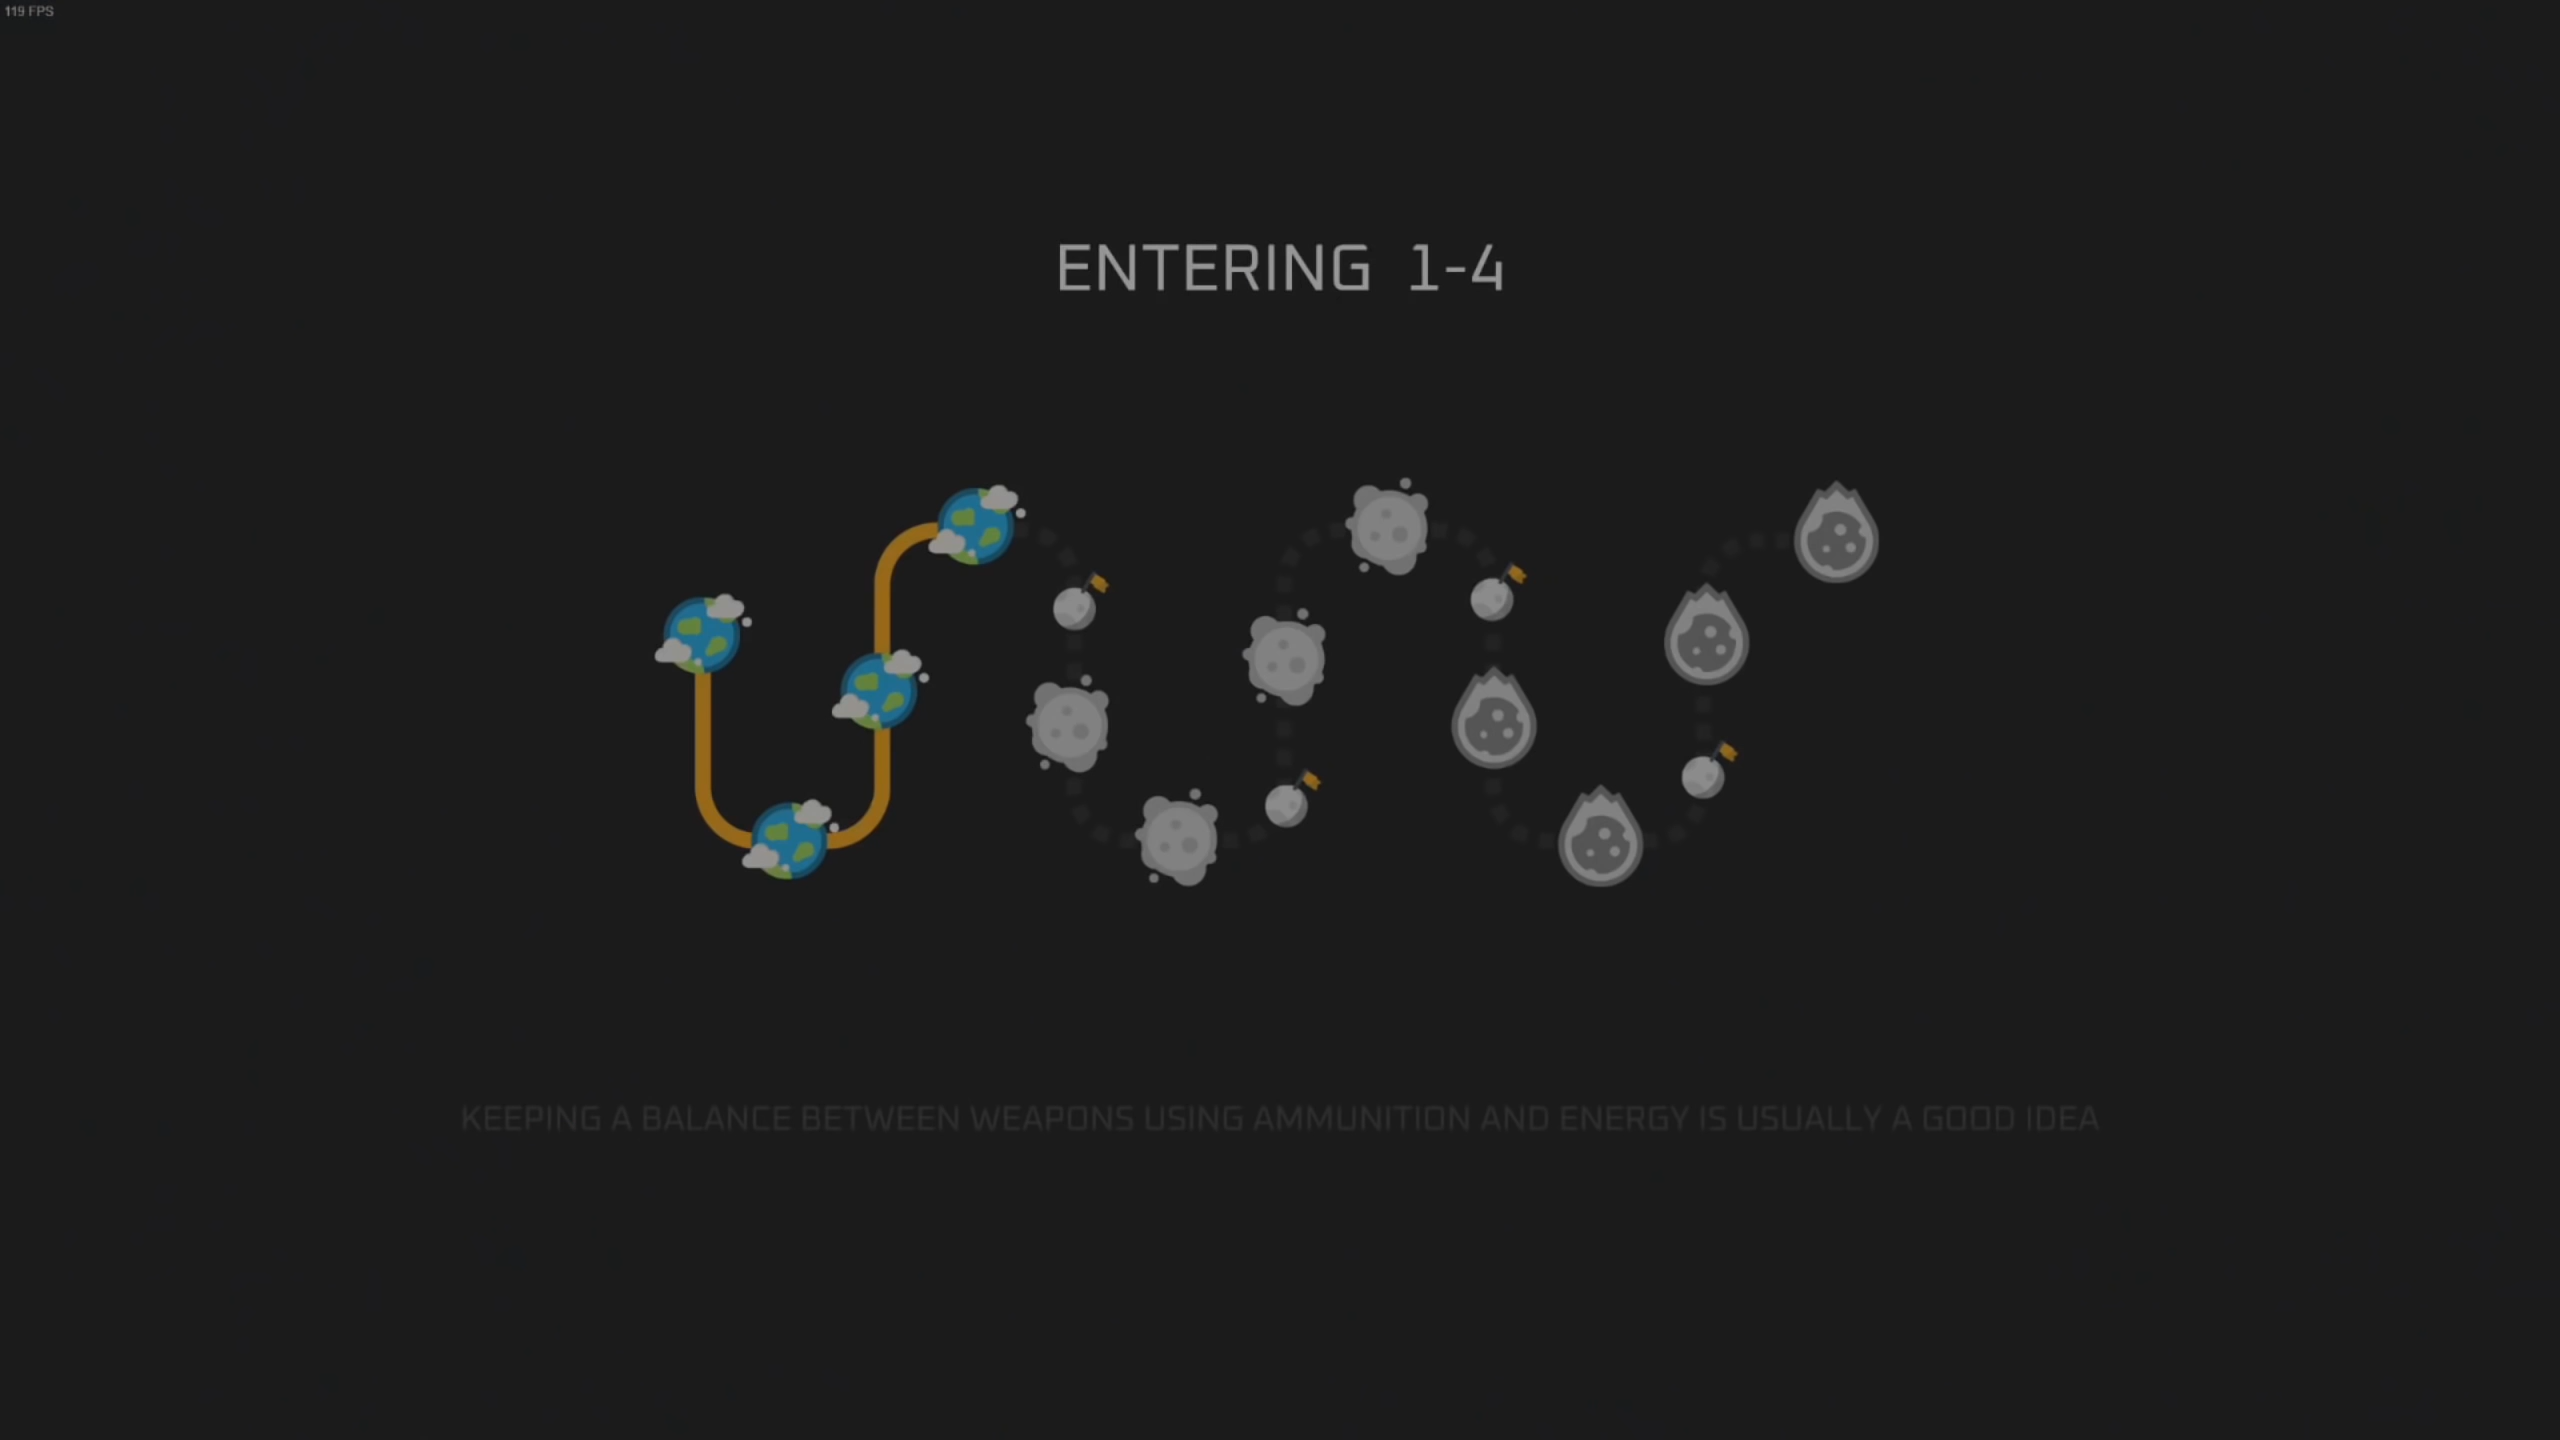 119 FPS
ENTERING 1-4
KEEPING A BALANCE BETWEEN WEAPONS USING AMMUNITION AND ENERGY IS USUALLY A GOOD IDEA